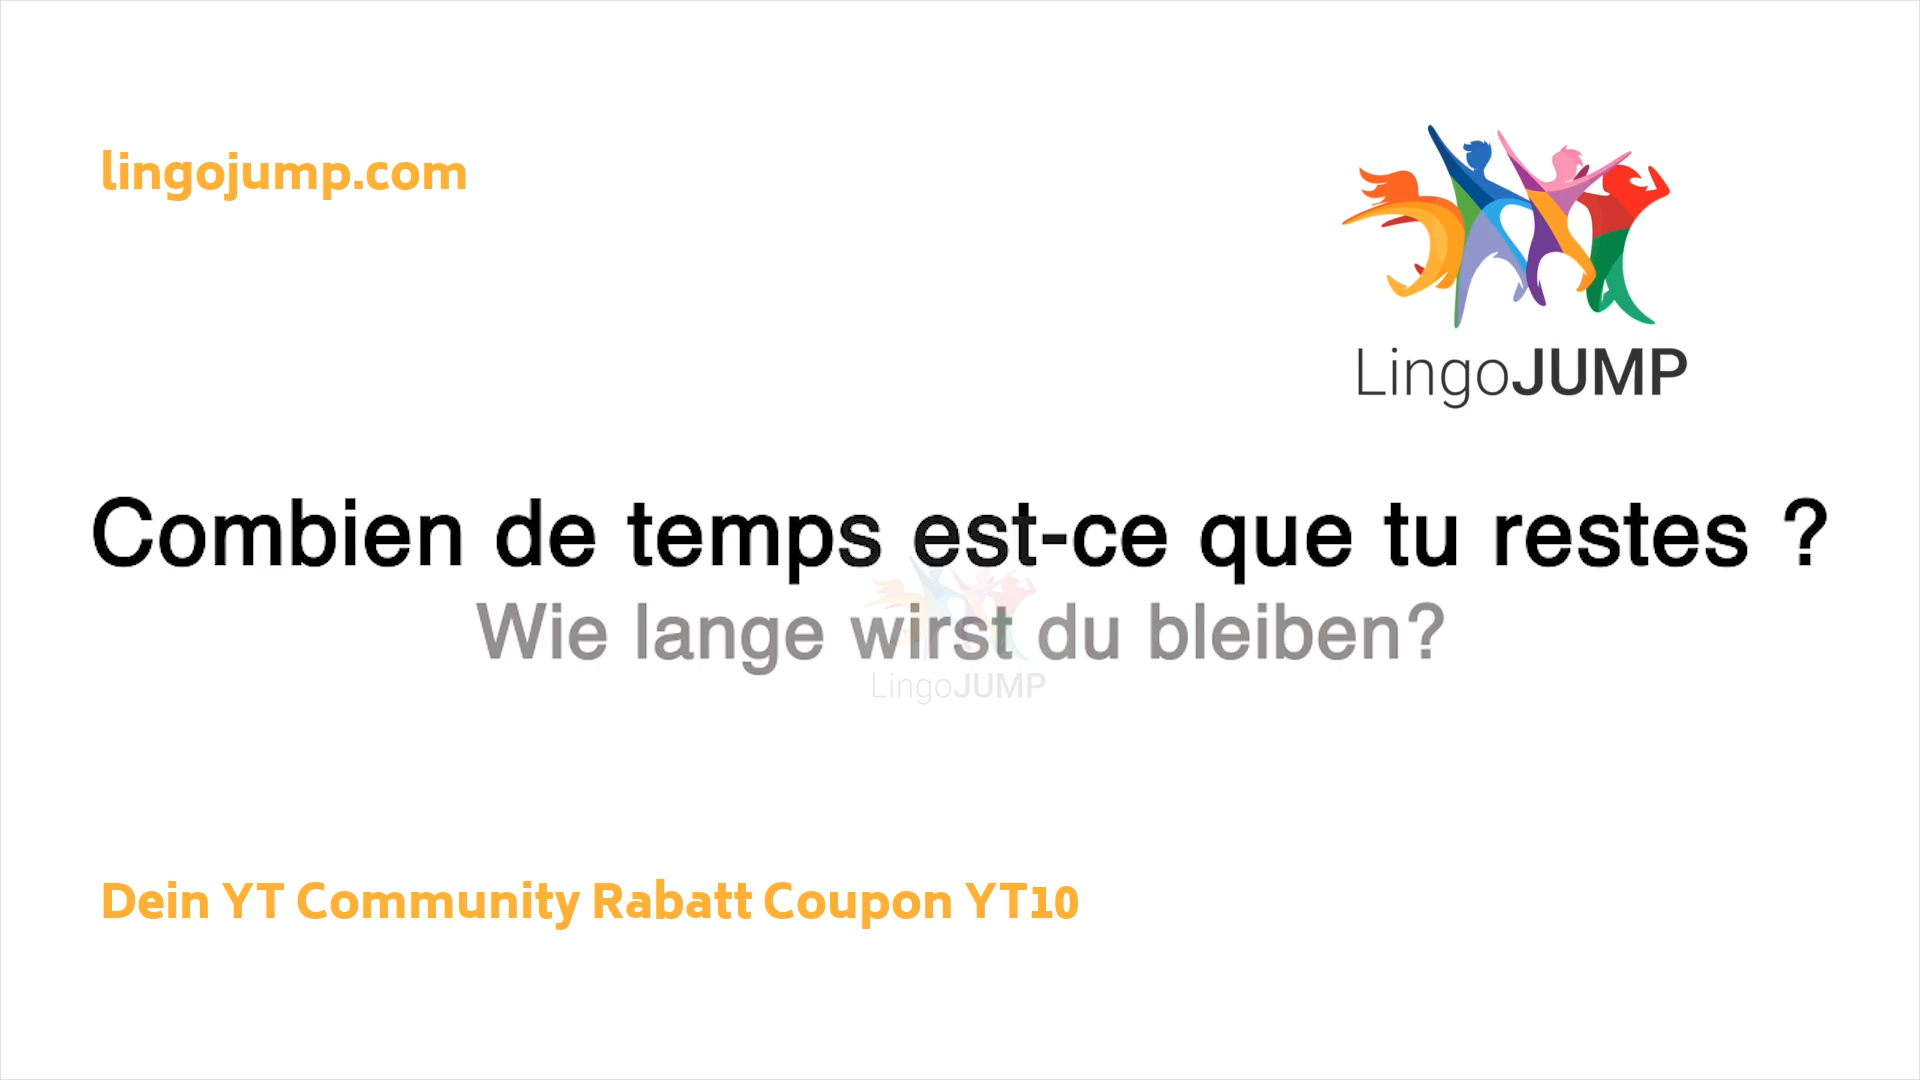 lingojump.com
LingoJUMP
Combien de temps est-ce que tu restes ?
Wie lange wirst du bleiben?
LingoJUMP
Dein YT Community Rabatt Coupon YT10